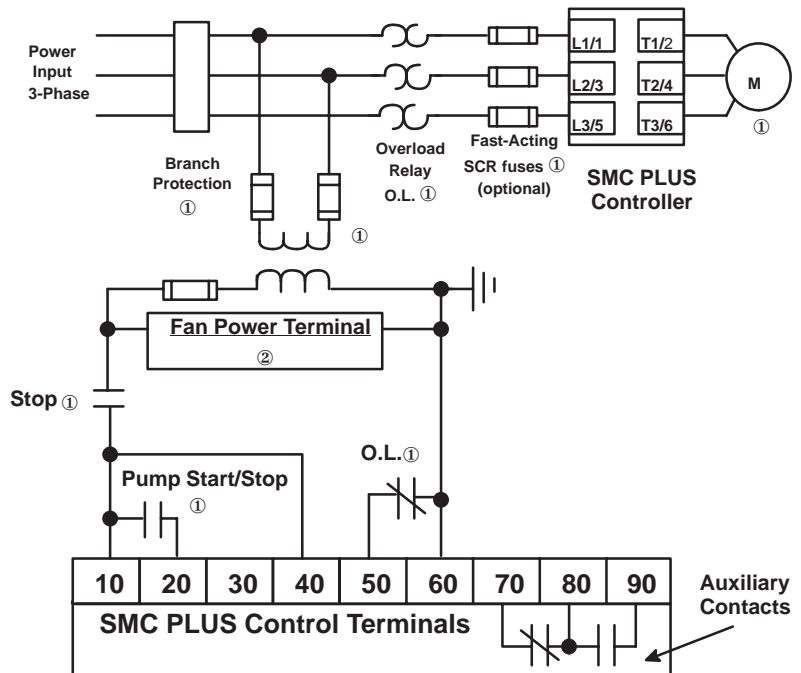 Power
Input
3-Phase
L1/1
T1/2
L2/3
T2/4
L3/5
T3/6
M
①
Branch
Protection
①
Overload
Relay
O.L. ①
Fast-Acting
SCR fuses ①
(optional)
SMC PLUS
Controller
①
Fan Power Terminal
②
Stop ①
Pump Start/Stop
①
O.L.①
10 20 30 40 50 60 70 80 90
SMC PLUS Control Terminals
Auxiliary
Contacts